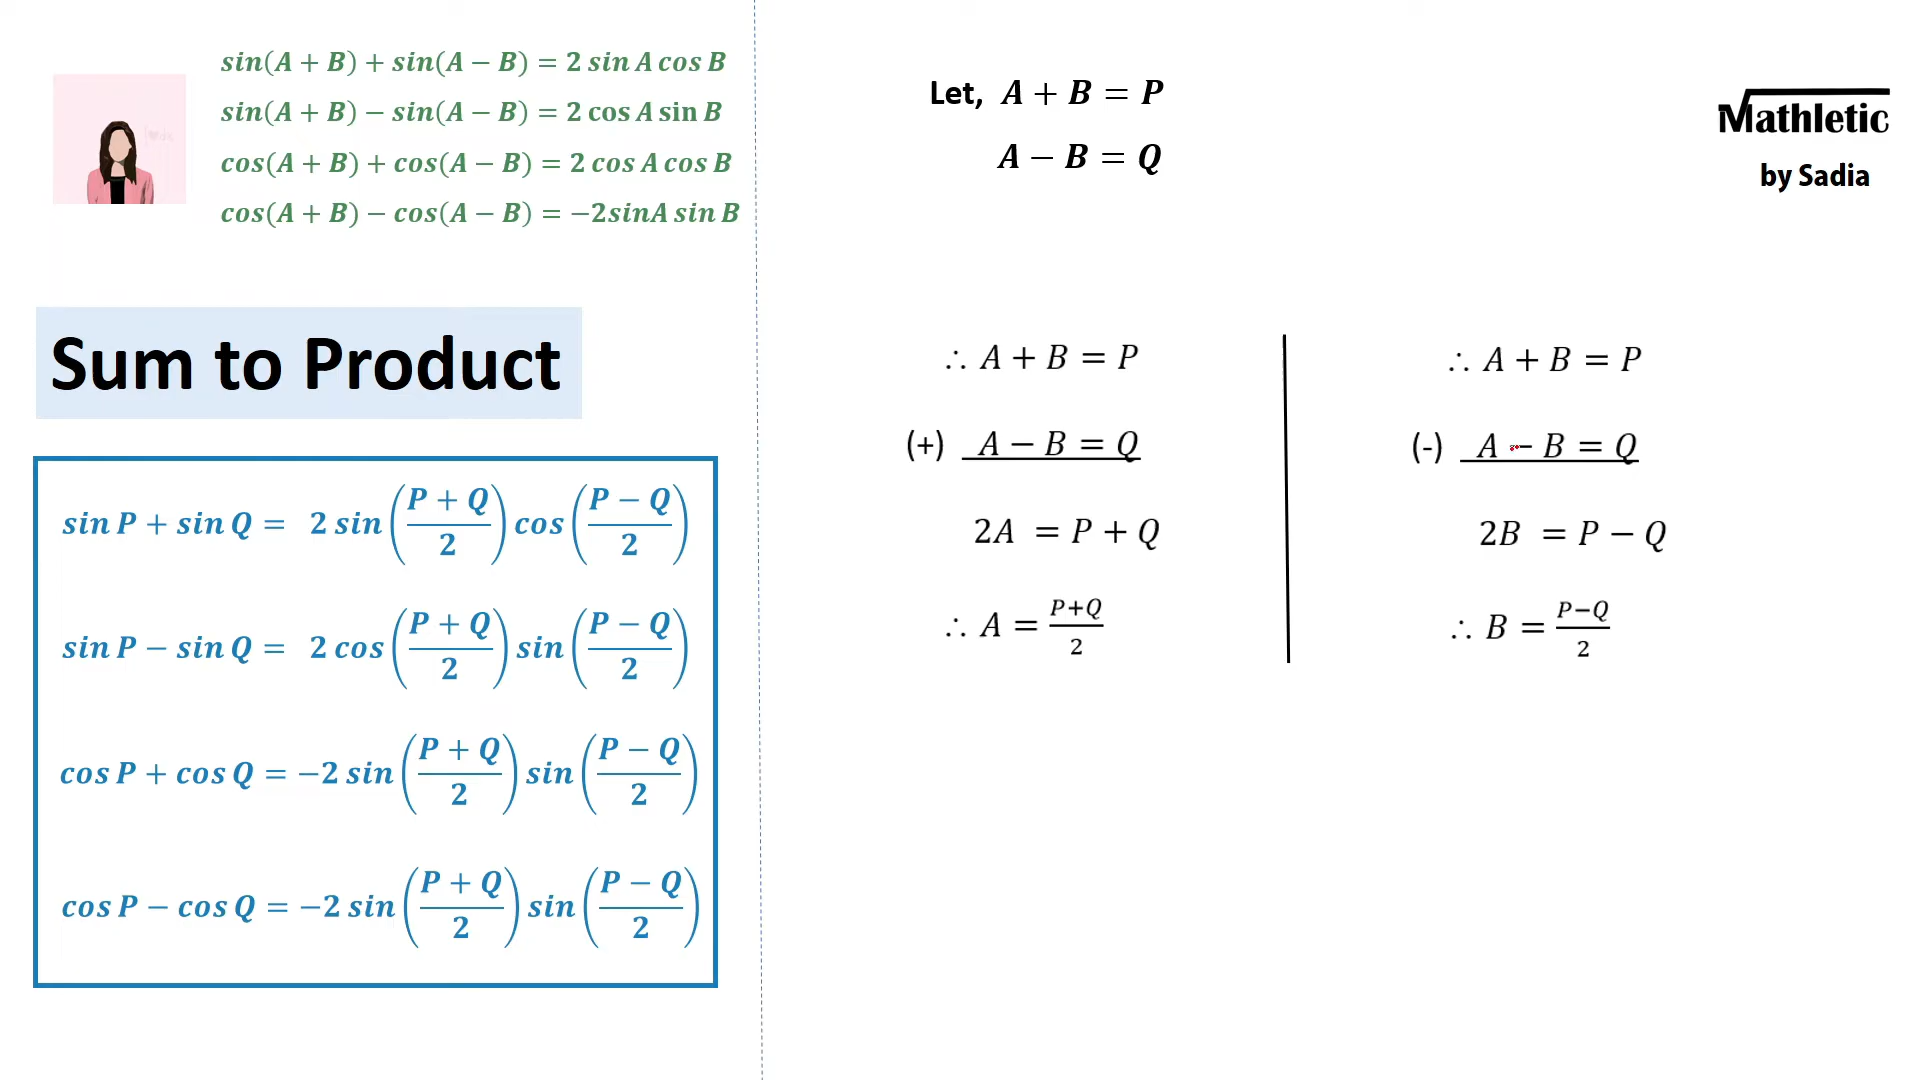 sin(A + B) + sin(A − B) = 2 sin A cos B
sin(A + B) − sin(A − B) = 2 cos A sin B
cos(A + B) + cos(A − B) = 2 cos A cos B
cos(A + B) − cos(A − B) = −2sinA sin B
Sum to Product
sin P + sin Q = 2 sin((P + Q)/2) cos((P − Q)/2)
sin P − sin Q = 2 cos((P + Q)/2) sin((P − Q)/2)
cos P + cos Q = −2 sin((P + Q)/2) sin((P − Q)/2)
cos P − cos Q = −2 sin((P + Q)/2) sin((P − Q)/2)
Let, A + B = P
A − B = Q
∴ A + B = P
(+) A − B = Q
2A = P + Q
∴ A = (P+Q)/2
∴ A + B = P
(-) A − B = Q
2B = P − Q
∴ B = (P−Q)/2
Mathletic
by Sadia